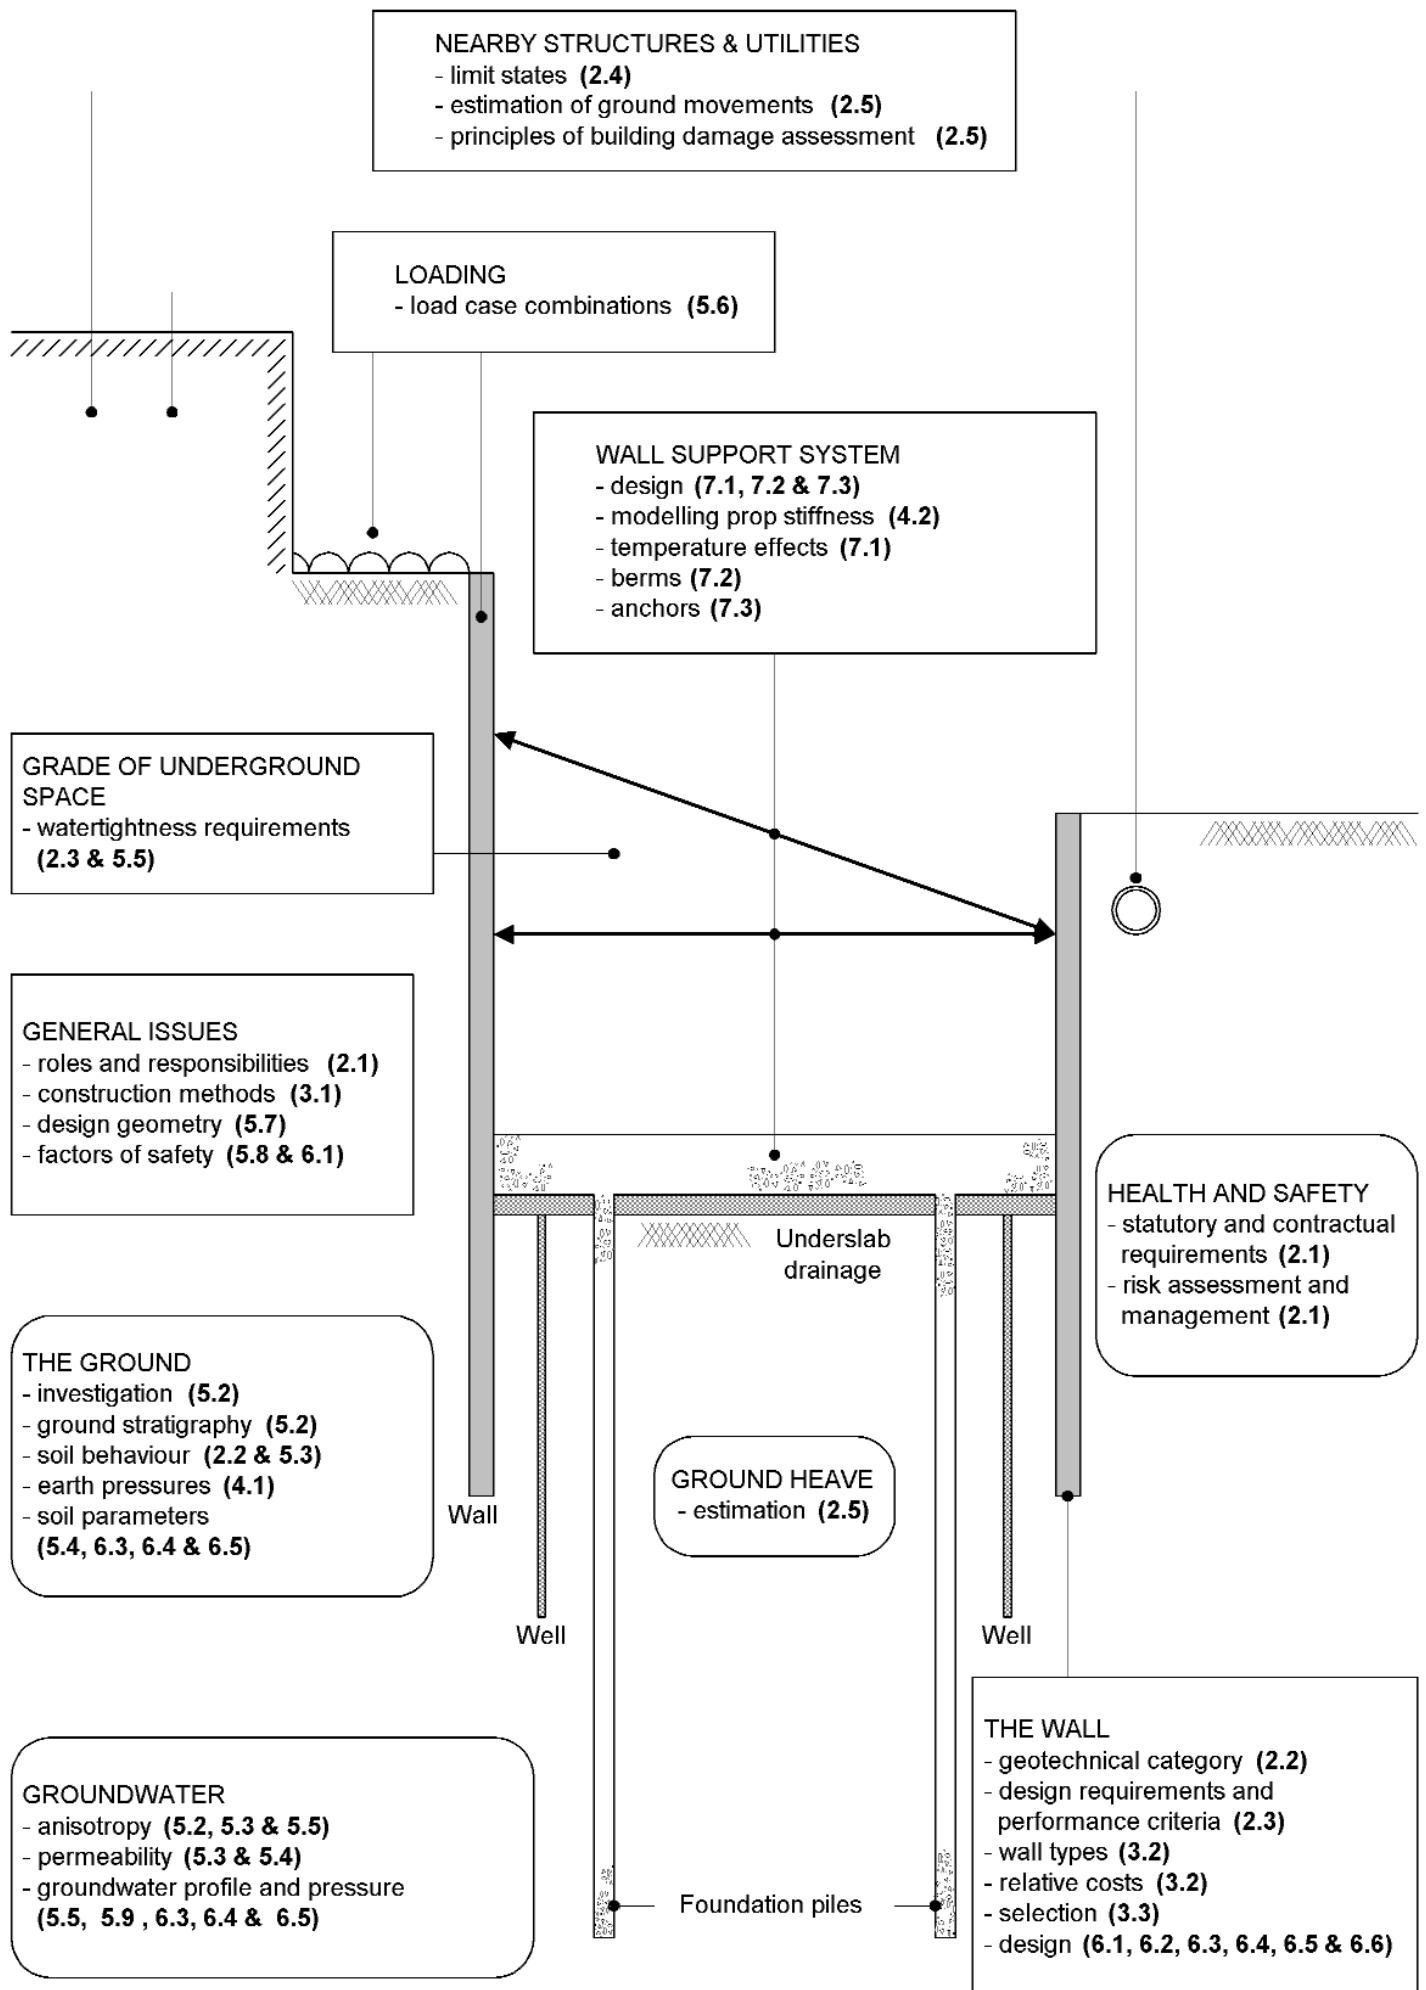 NEARBY STRUCTURES & UTILITIES
- limit states (2.4)
- estimation of ground movements (2.5)
- principles of building damage assessment (2.5)
LOADING
- load case combinations (5.6)
WALL SUPPORT SYSTEM
- design (7.1, 7.2 & 7.3)
- modelling prop stiffness (4.2)
- temperature effects (7.1)
- berms (7.2)
- anchors (7.3)
GRADE OF UNDERGROUND
SPACE
- watertightness requirements
(2.3 & 5.5)
GENERAL ISSUES
- roles and responsibilities (2.1)
- construction methods (3.1)
- design geometry (5.7)
- factors of safety (5.8 & 6.1)
HEALTH AND SAFETY
- statutory and contractual
requirements (2.1)
- risk assessment and
management (2.1)
Underslab
drainage
THE GROUND
- investigation (5.2)
- ground stratigraphy (5.2)
- soil behaviour (2.2 & 5.3)
- earth pressures (4.1)
- soil parameters
(5.4, 6.3, 6.4 & 6.5)
Wall
GROUND HEAVE
- estimation (2.5)
Well
Well
THE WALL
- geotechnical category (2.2)
- design requirements and
performance criteria (2.3)
- wall types (3.2)
- relative costs (3.2)
- selection (3.3)
- design (6.1, 6.2, 6.3, 6.4, 6.5 & 6.6)
GROUNDWATER
- anisotropy (5.2, 5.3 & 5.5)
- permeability (5.3 & 5.4)
- groundwater profile and pressure
(5.5, 5.9 , 6.3, 6.4 & 6.5)
Foundation piles